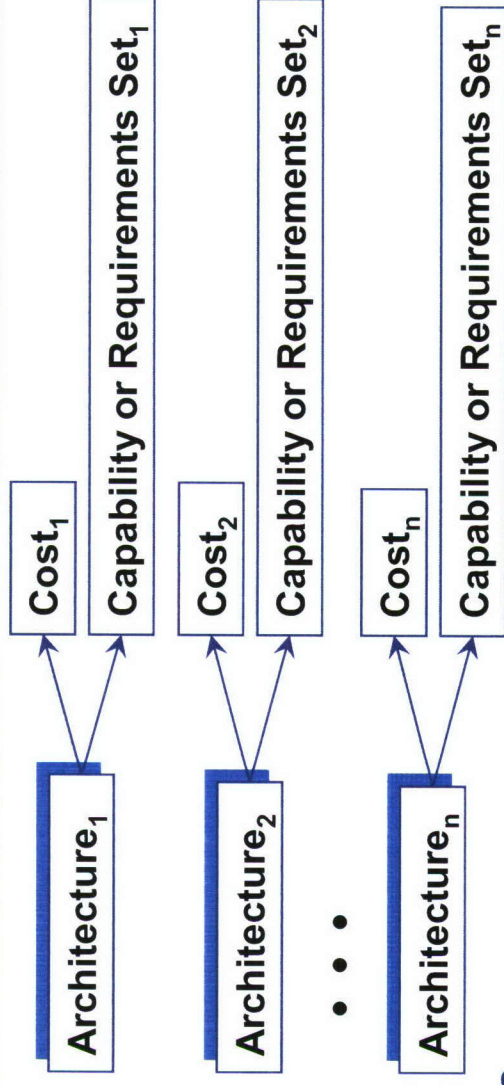 Architecture₁
Cost₁
Capability or Requirements Set₁
Architecture₂
Cost₂
Capability or Requirements Set₂
• • •
Architectureₙ
Costₙ
Capability or Requirements Setₙ